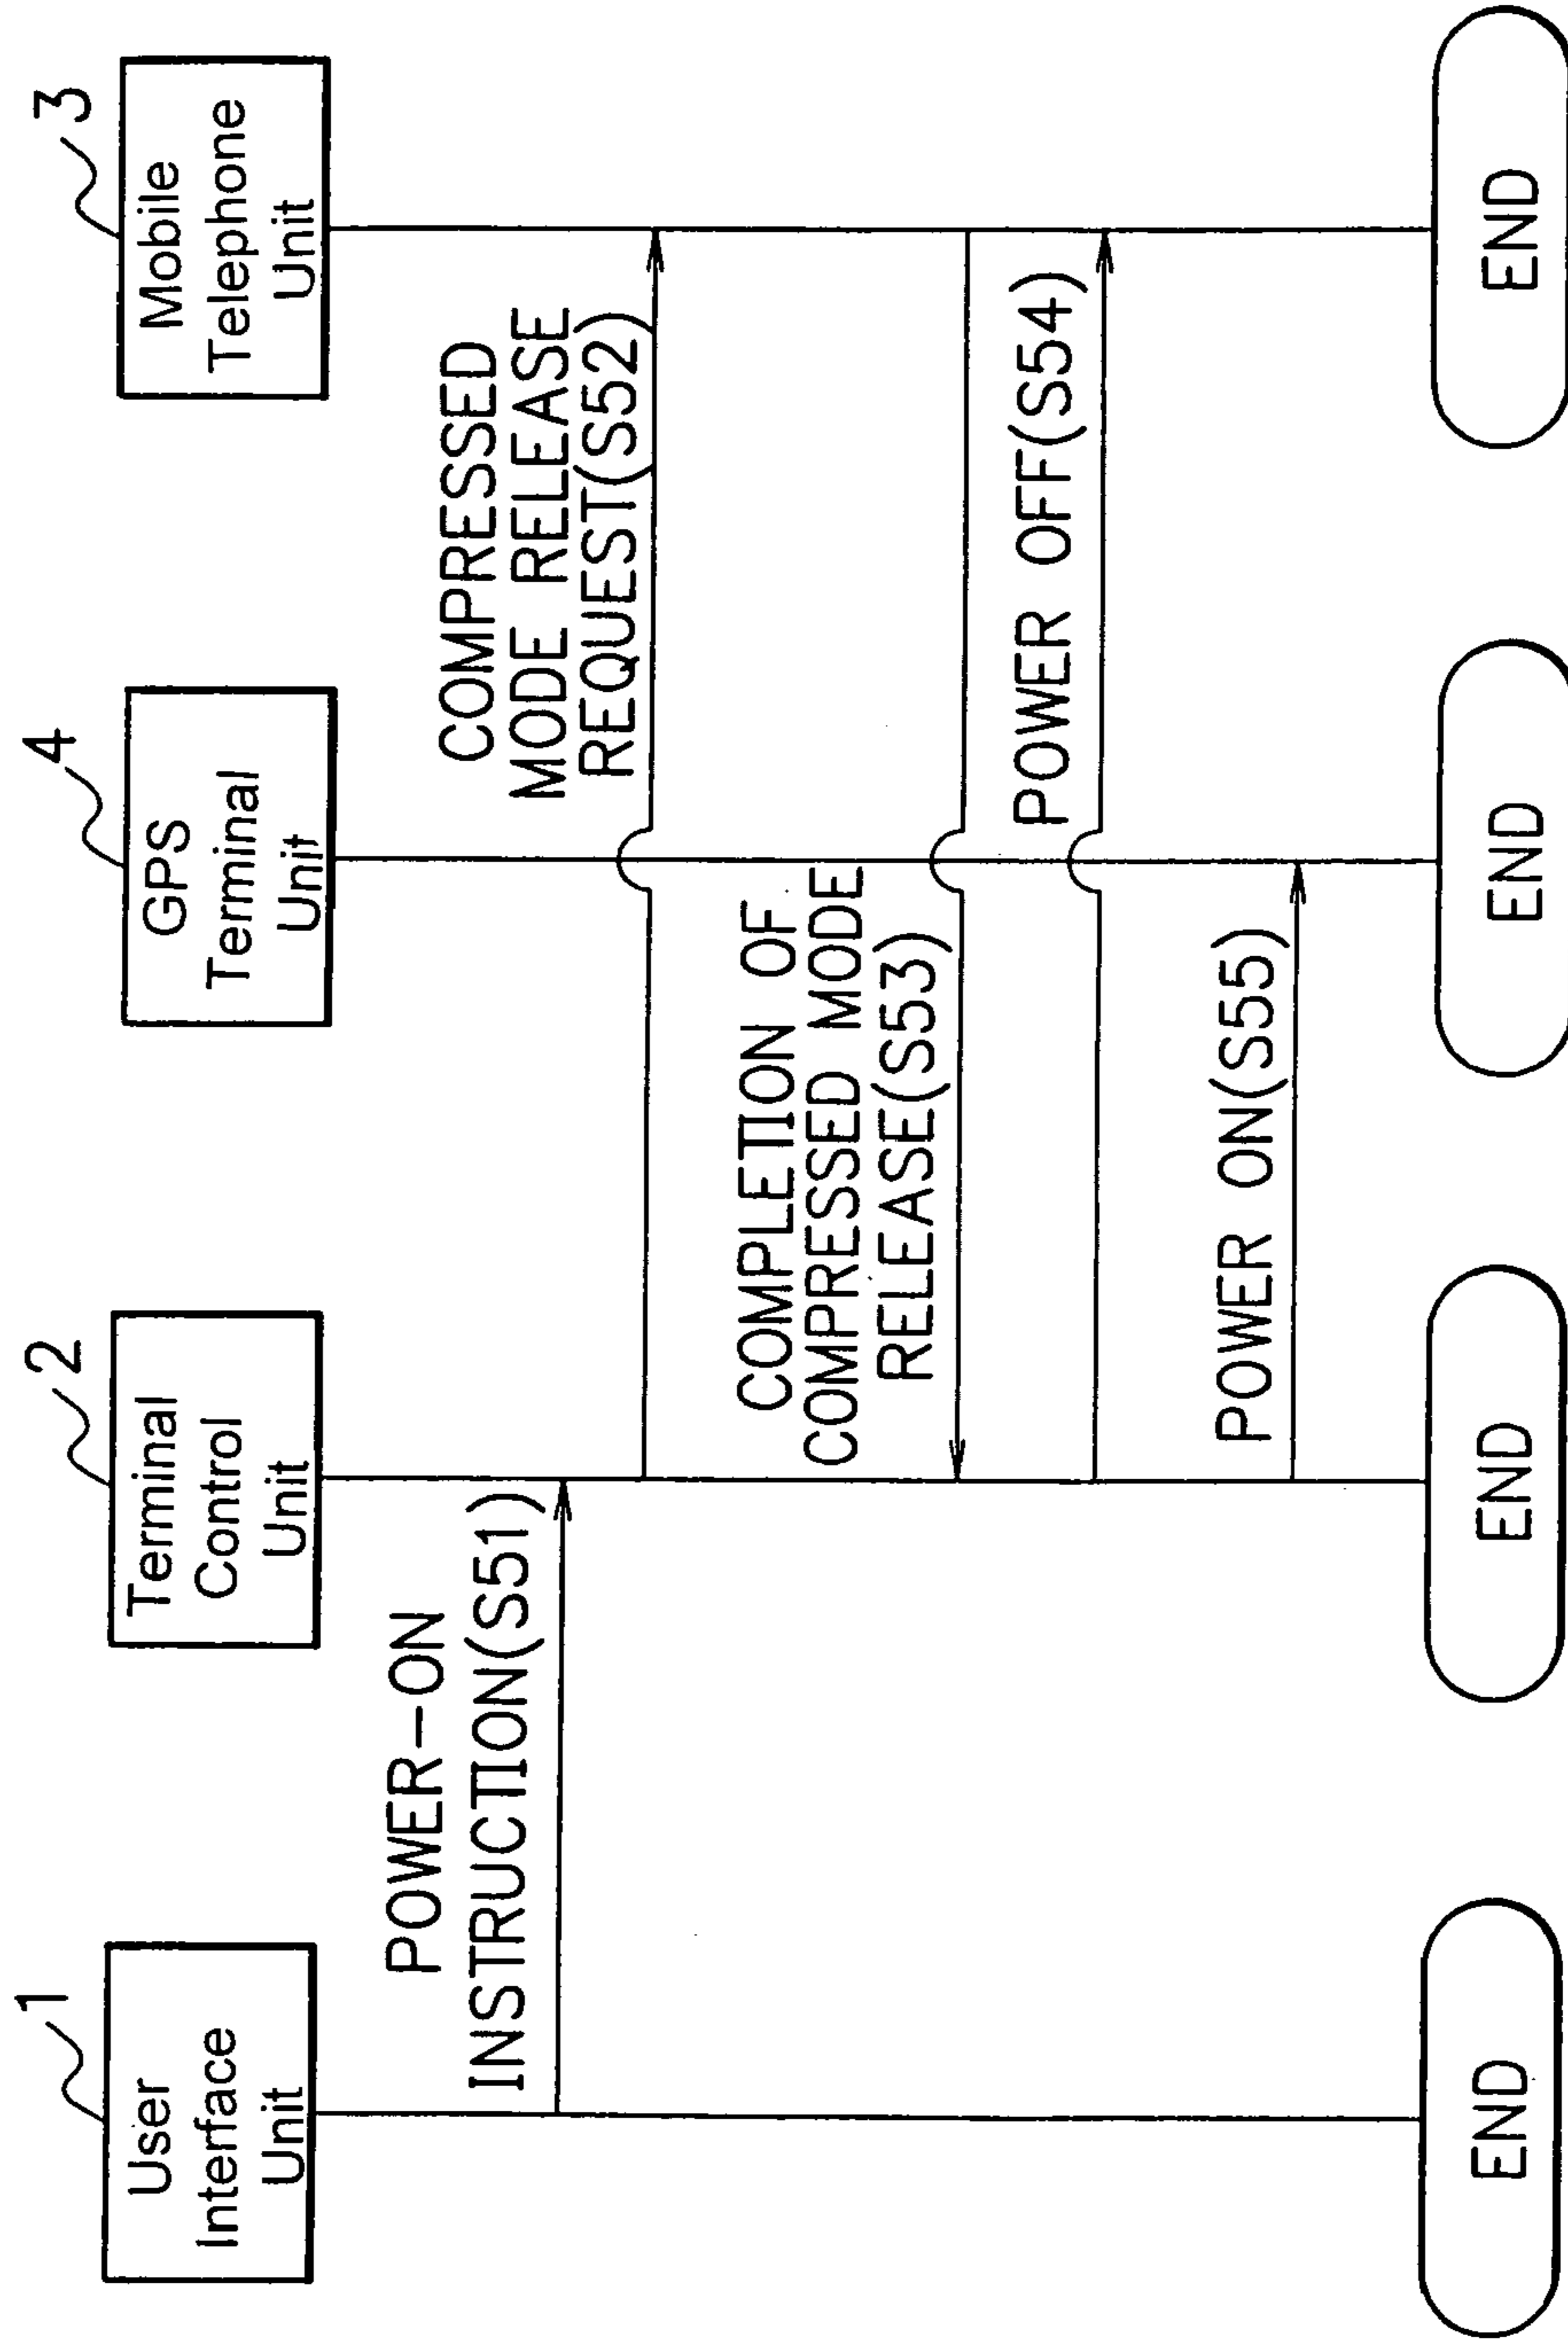 1
User
Interface
Unit
2
Terminal
Control
Unit
4
GPS
Terminal
Unit
3
Mobile
Telephone
Unit
POWER-ON
INSTRUCTION(S51)
COMPRESSED
MODE RELEASE
REQUEST(S52)
COMPLETION OF
COMPRESSED MODE
RELEASE(S53)
POWER OFF(S54)
POWER ON(S55)
END
END
END
END